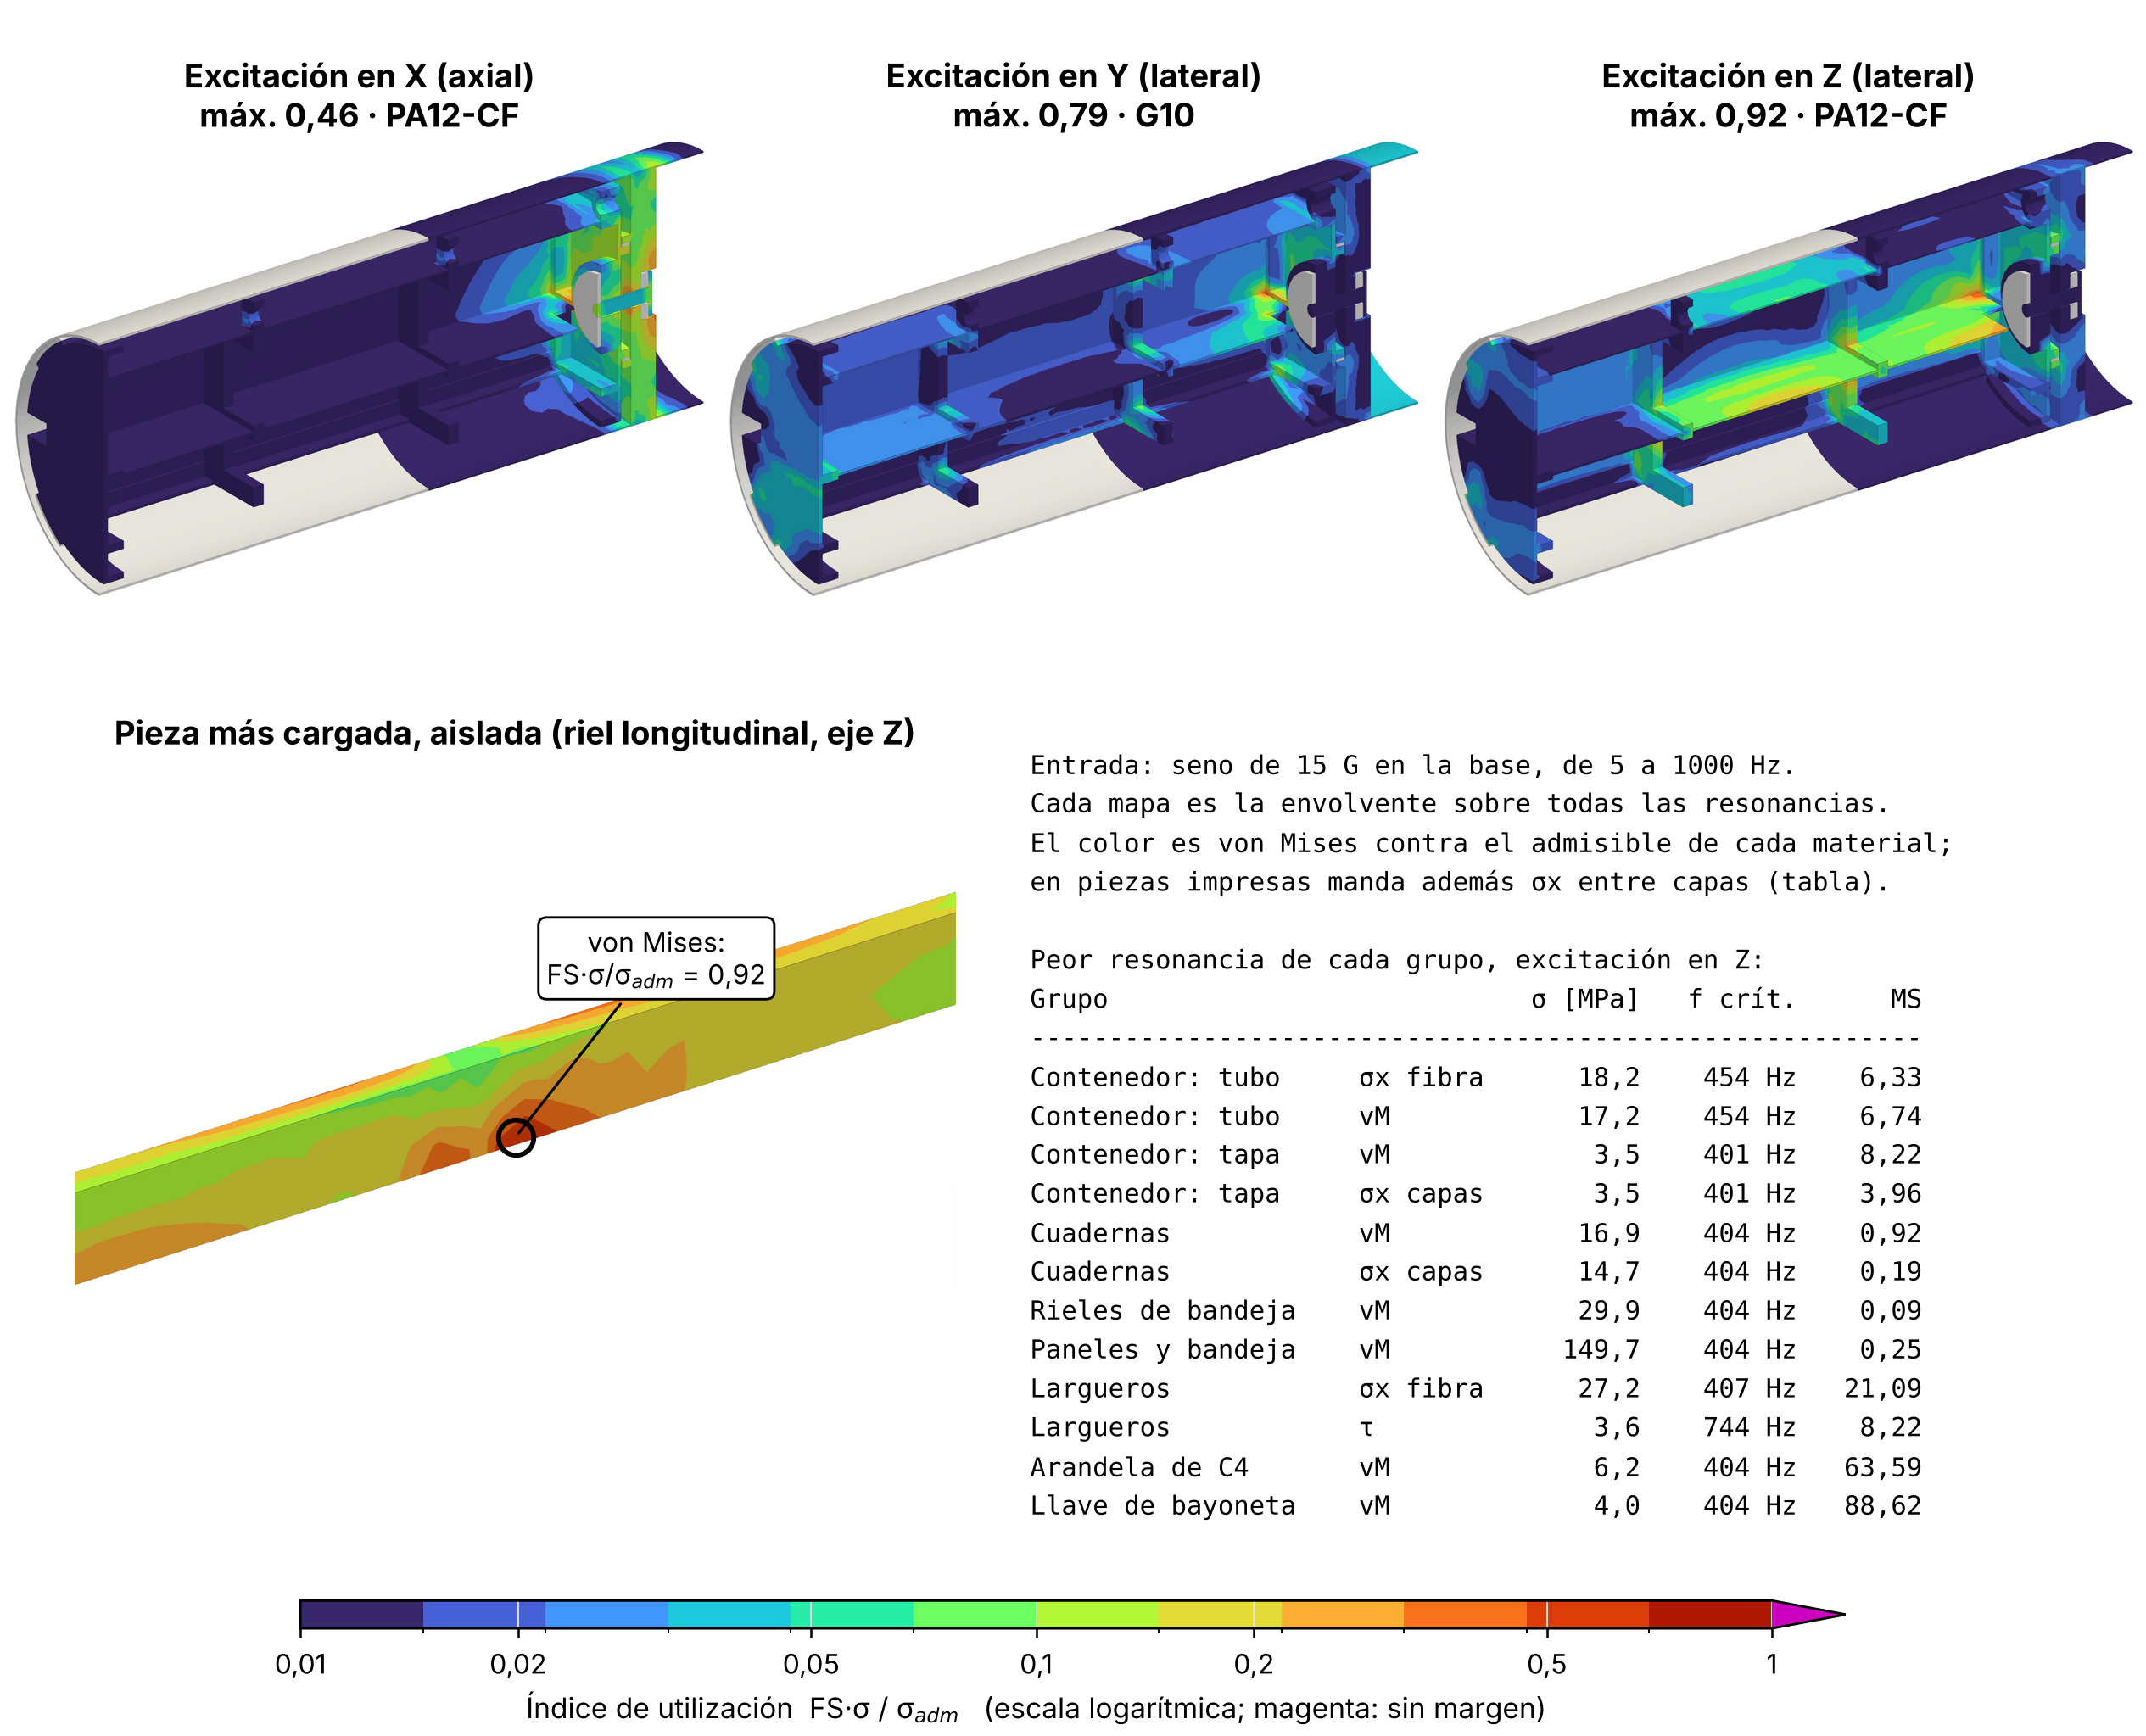 Excitación en X (axial)
máx. 0,46 · PA12-CF
Excitación en Y (lateral)
máx. 0,79 · G10
Excitación en Z (lateral)
máx. 0,92 · PA12-CF
Pieza más cargada, aislada (riel longitudinal, eje Z)
von Mises:
FS·σ/σadm = 0,92
Entrada: seno de 15 G en la base, de 5 a 1000 Hz.
Cada mapa es la envolvente sobre todas las resonancias.
El color es von Mises contra el admisible de cada material;
en piezas impresas manda además σx entre capas (tabla).
Peor resonancia de cada grupo, excitación en Z:
Grupo σ [MPa] f crít. MS
---------------------------------------------------------
Contenedor: tubo σx fibra 18,2 454 Hz 6,33
Contenedor: tubo vM 17,2 454 Hz 6,74
Contenedor: tapa vM 3,5 401 Hz 8,22
Contenedor: tapa σx capas 3,5 401 Hz 3,96
Cuadernas vM 16,9 404 Hz 0,92
Cuadernas σx capas 14,7 404 Hz 0,19
Rieles de bandeja vM 29,9 404 Hz 0,09
Paneles y bandeja vM 149,7 404 Hz 0,25
Largueros σx fibra 27,2 407 Hz 21,09
Largueros τ 3,6 744 Hz 8,22
Arandela de C4 vM 6,2 404 Hz 63,59
Llave de bayoneta vM 4,0 404 Hz 88,62
0,01 0,02 0,05 0,1 0,2 0,5 1
Índice de utilización FS·σ / σadm (escala logarítmica; magenta: sin margen)